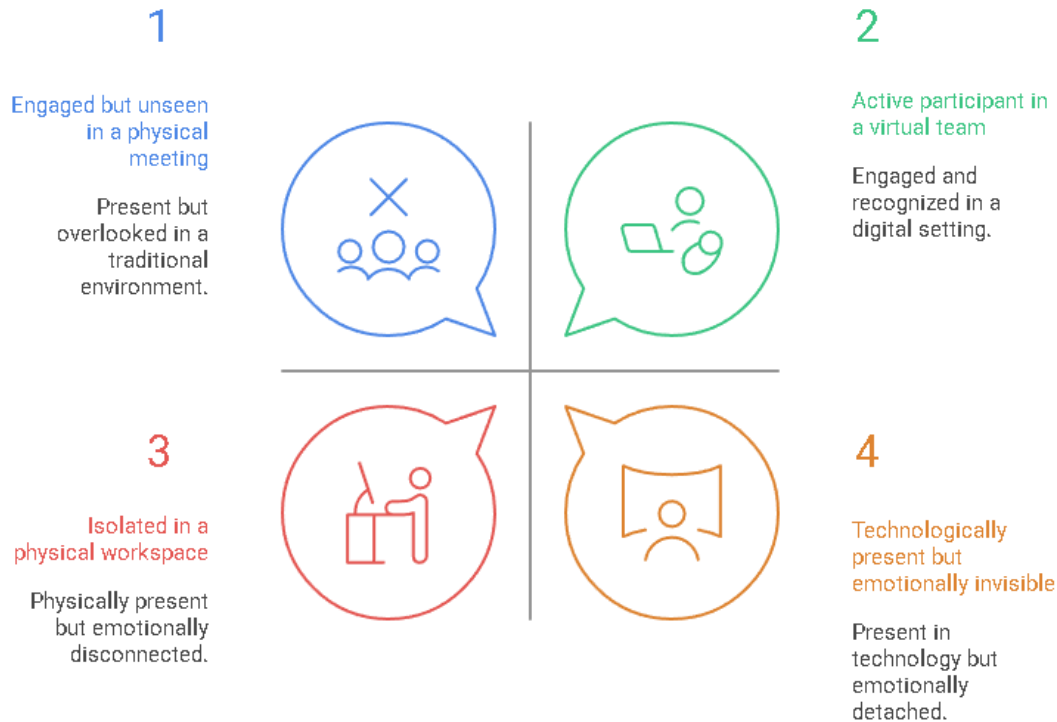 1
Engaged but unseen
in a physical
meeting
Present but
overlooked in a
traditional
environment.
2
Active participant in
a virtual team
Engaged and
recognized in a
digital setting.
3
Isolated in a
physical workspace
Physically present
but emotionally
disconnected.
4
Technologically
present but
emotionally invisible
Present in
technology but
emotionally
detached.